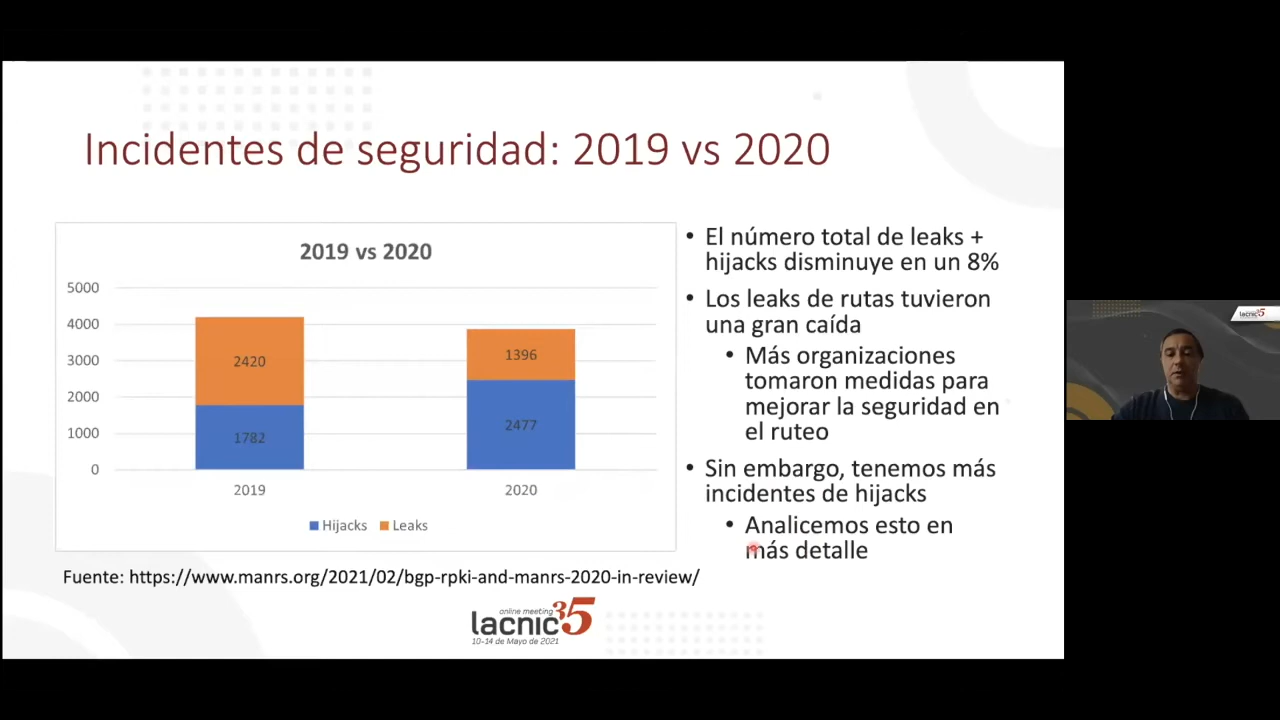 Incidentes de seguridad: 2019 vs 2020
2019 vs 2020
5000
4000
3000
2000
1000
0
2420
1782
1396
2477
2019
2020
Hijacks
Leaks
• El número total de leaks +
hijacks disminuye en un 8%
• Los leaks de rutas tuvieron
una gran caída
• Más organizaciones
tomaron medidas para
mejorar la seguridad en
el ruteo
• Sin embargo, tenemos más
incidentes de hijacks
• Analicemos esto en
más detalle
Fuente: https://www.manrs.org/2021/02/bgp-rpki-and-manrs-2020-in-review/
online meeting
lacnic35
10-14 de Mayo de 2021
lacnic35